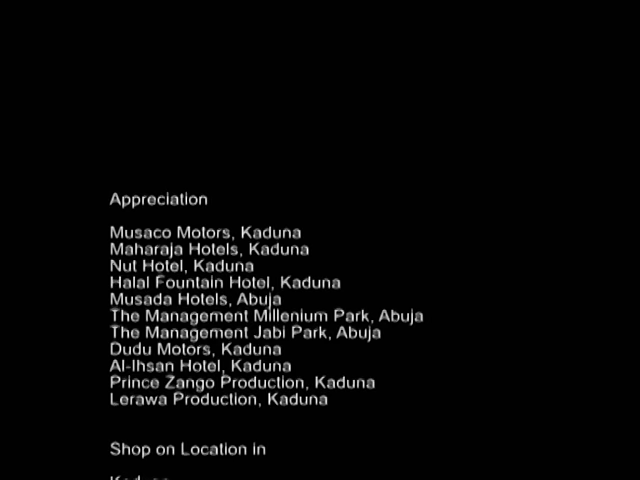 Appreciation
Musaco Motors, Kaduna
Maharaja Hotels, Kaduna
Nut Hotel, Kaduna
Halal Fountain Hotel, Kaduna
Musada Hotels, Abuja
The Management Millenium Park, Abuja
The Management Jabi Park, Abuja
Dudu Motors, Kaduna
Al-Ihsan Hotel, Kaduna
Prince Zango Production, Kaduna
Lerawa Production, Kaduna
Shop on Location in